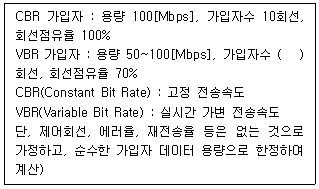 CBR 가입자 : 용량 100[Mbps], 가입자수 10회선,
회선점유율 100%
VBR 가입자 : 용량 50~100[Mbps], 가입자수 (   )
회선, 회선점유율 70%
CBR(Constant Bit Rate) : 고정 전송속도
VBR(Variable Bit Rate) : 실시간 가변 전송속도
단, 제어회선, 에러율, 재전송율 등은 없는 것으로
가정하고, 순수한 가입자 데이터 용량으로 한정하며
계산)